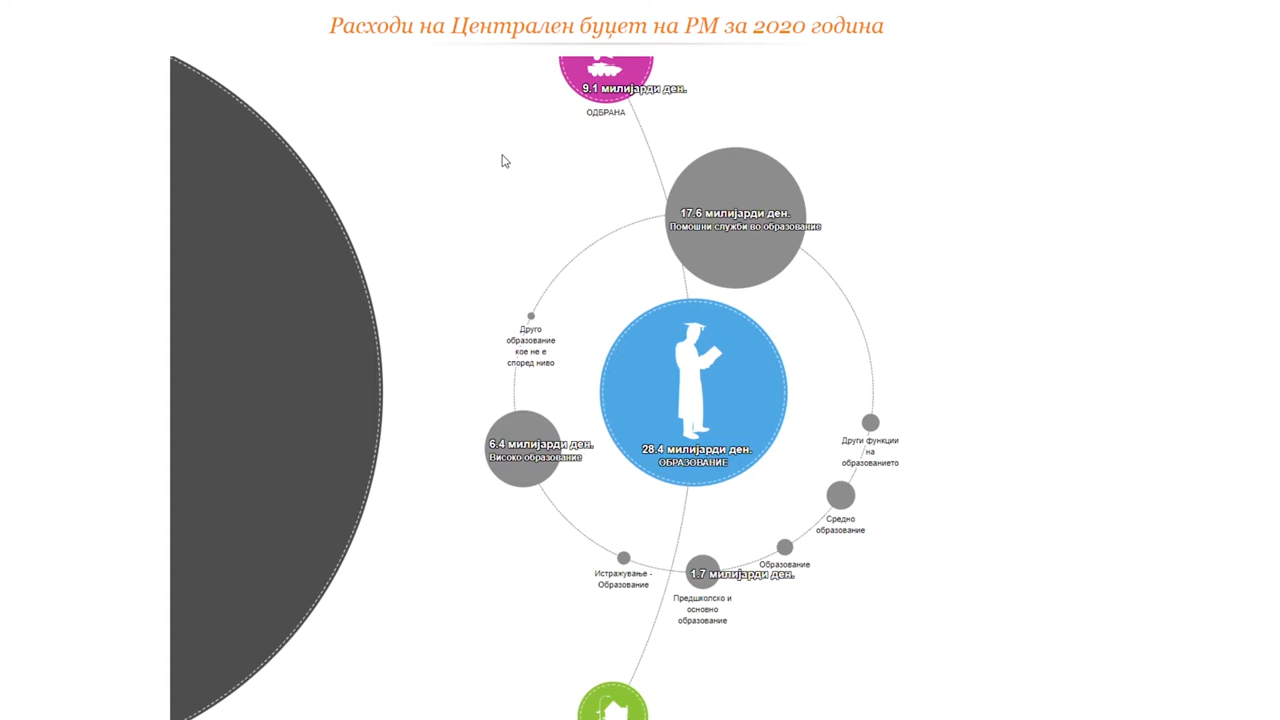 Расходи на Централен буџет на РМ за 2020 година
9.1 милијарди ден.
ОДБРАНА
17.6 милијарди ден.
Помошни служби во образование
Друго
образование
кое не е
според ниво
6.4 милијарди ден.
Високо образование
28.4 милијарди ден.
ОБРАЗОВАНИЕ
Други функции
на
образованието
Средно
образование
Образование
Истражување -
Образование
1.7 милијарди ден.
Предшколско и
основно
образование